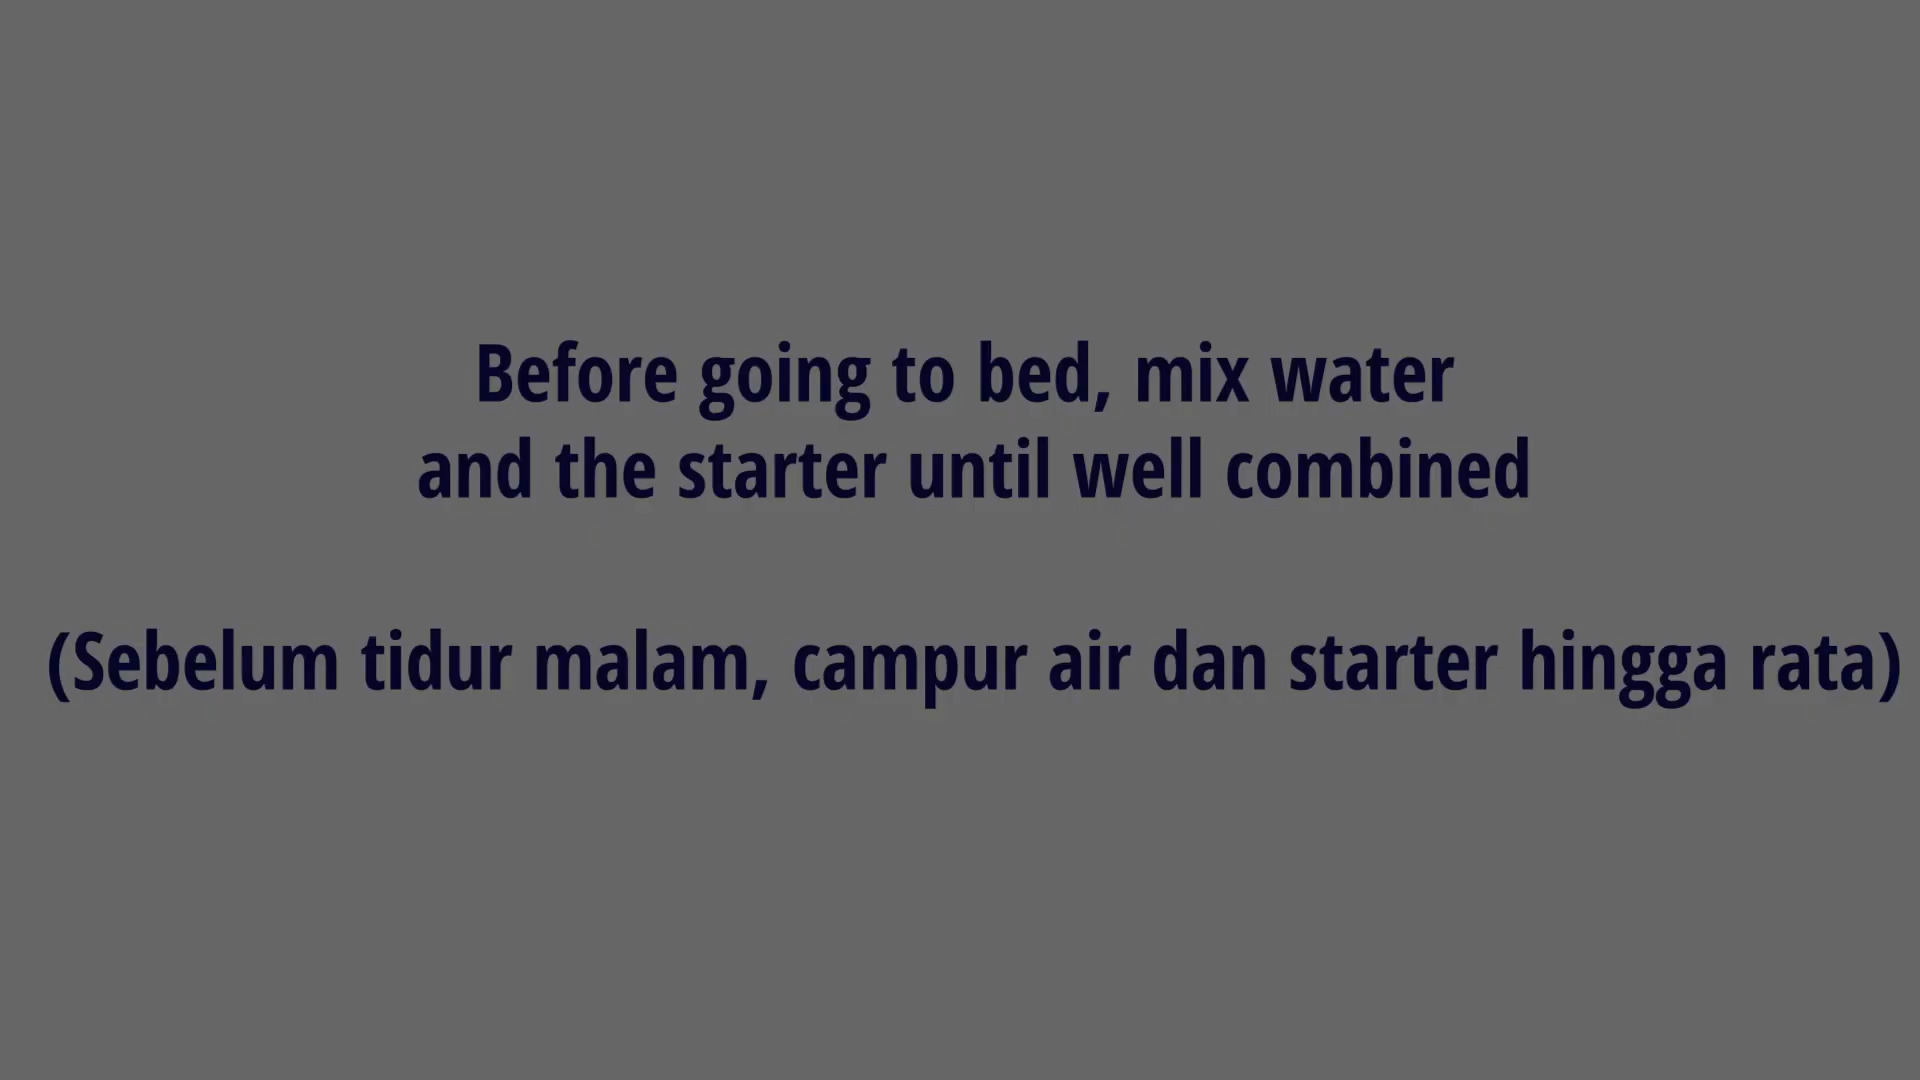 Before going to bed, mix water
and the starter until well combined
(Sebelum tidur malam, campur air dan starter hingga rata)